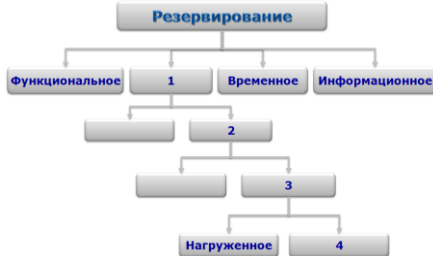 Резервирование
Функциональное
1
Временное
Информационное
2
3
Нагруженное
4